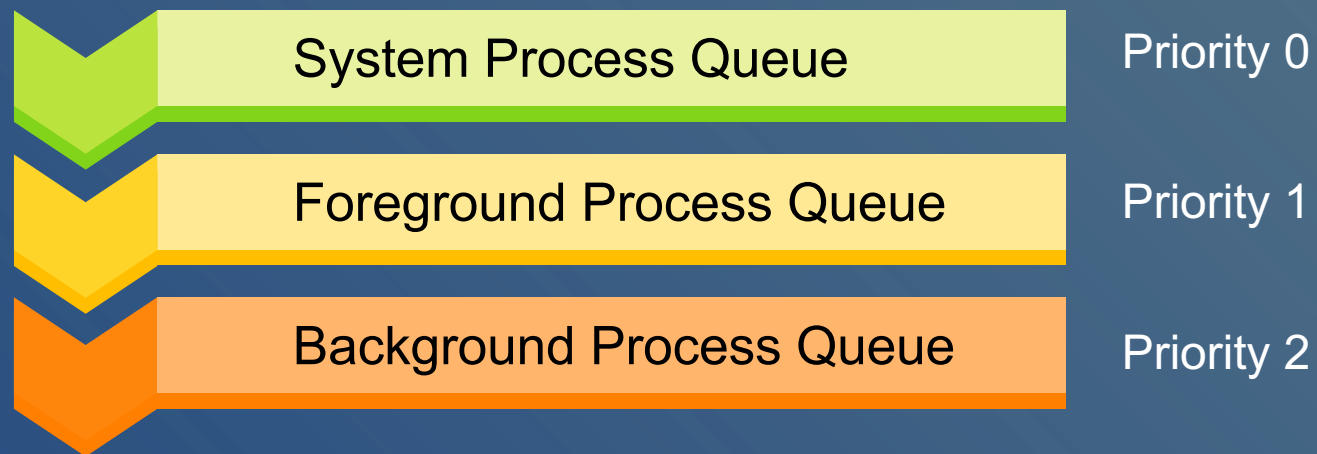 System Process Queue Priority 0
Foreground Process Queue Priority 1
Background Process Queue Priority 2